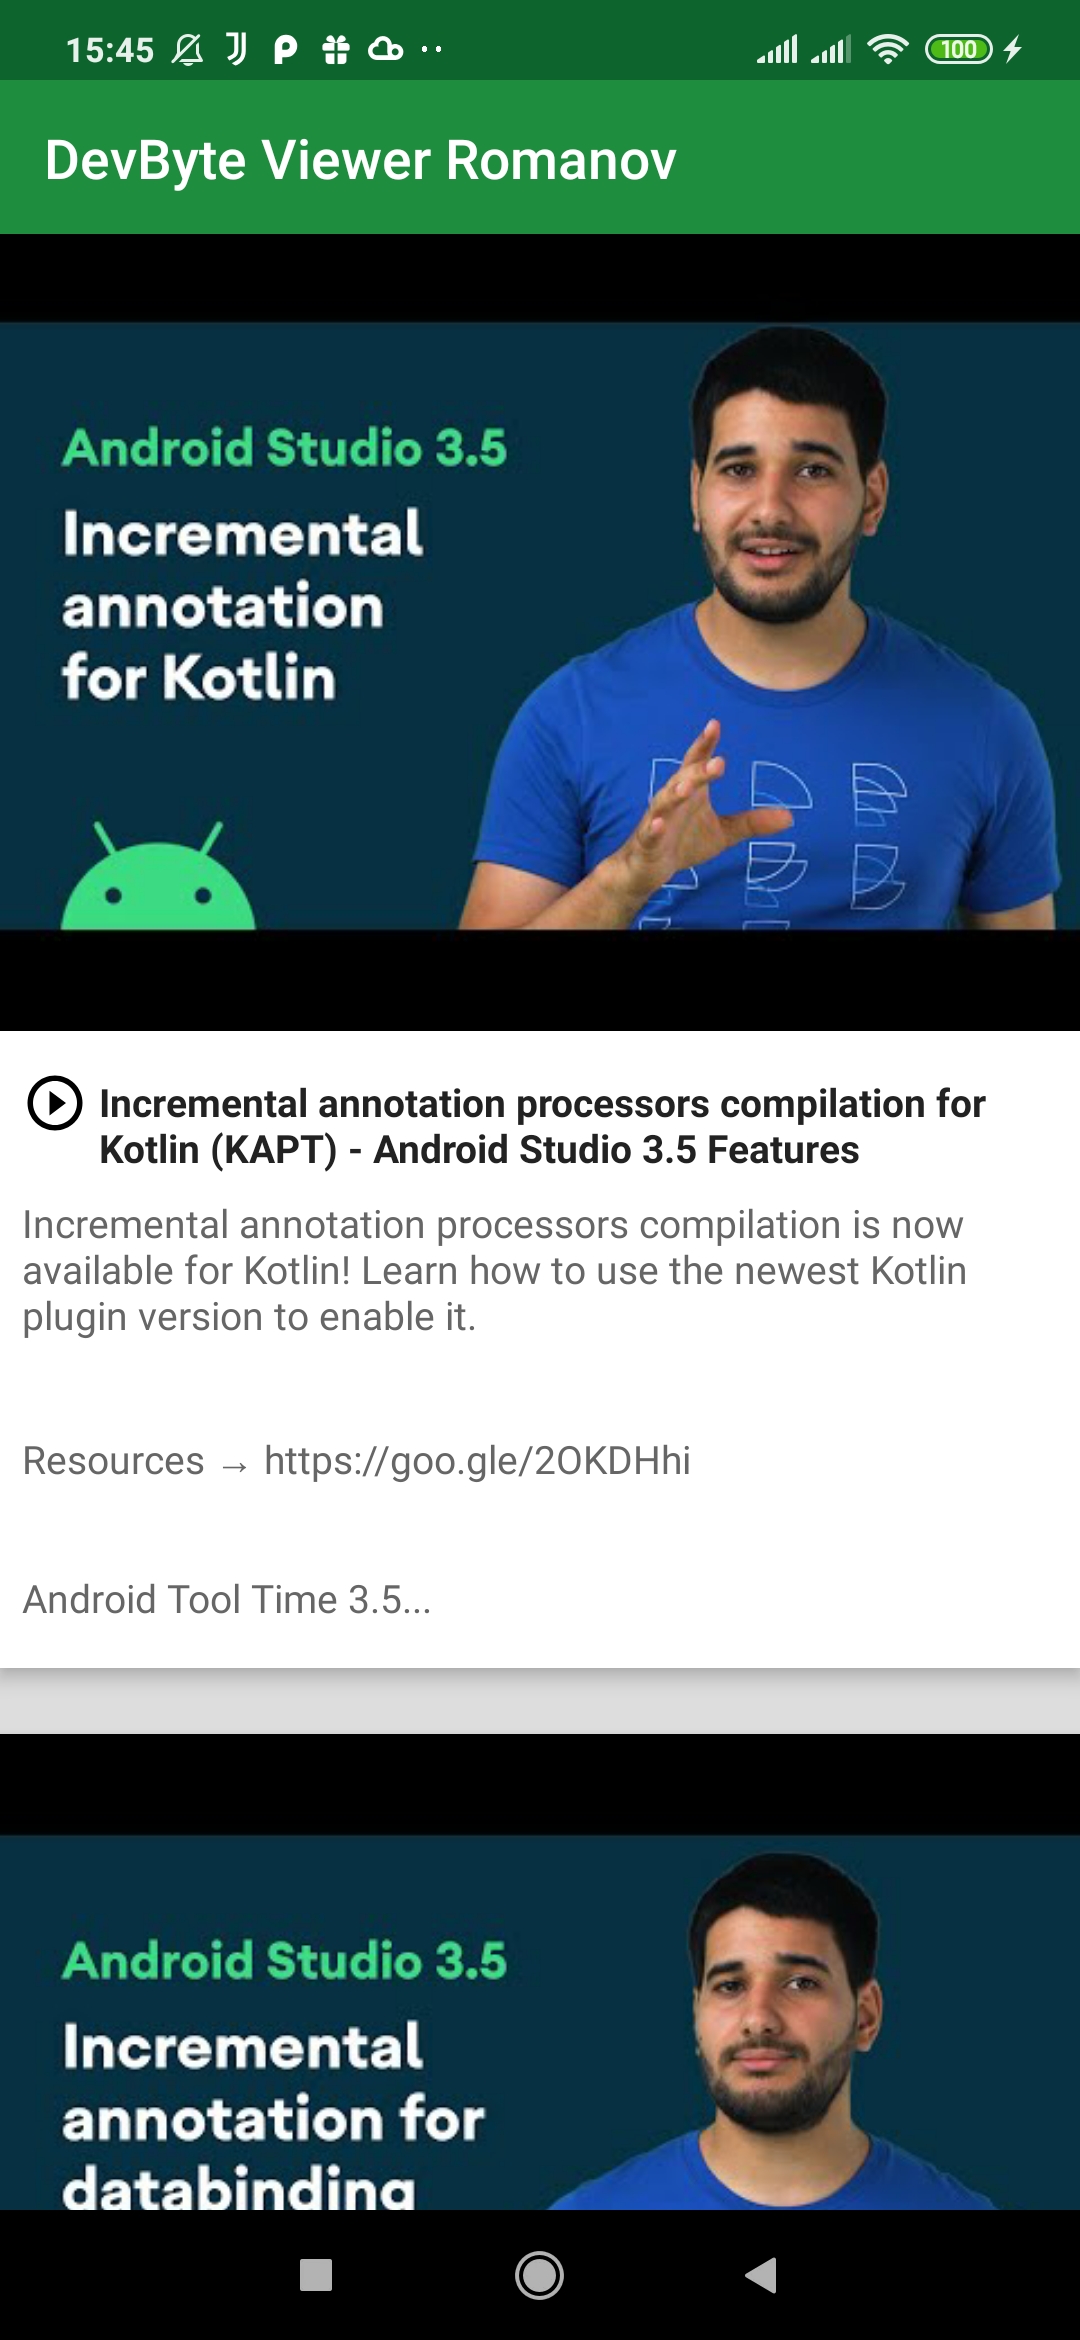 15:45
100
DevByte Viewer Romanov
Android Studio 3.5
Incremental
annotation
for Kotlin
Incremental annotation processors compilation for
Kotlin (KAPT) - Android Studio 3.5 Features
Incremental annotation processors compilation is now
available for Kotlin! Learn how to use the newest Kotlin
plugin version to enable it.
Resources → https://goo.gle/2OKDHhi
Android Tool Time 3.5...
Android Studio 3.5
Incremental
annotation for
databinding